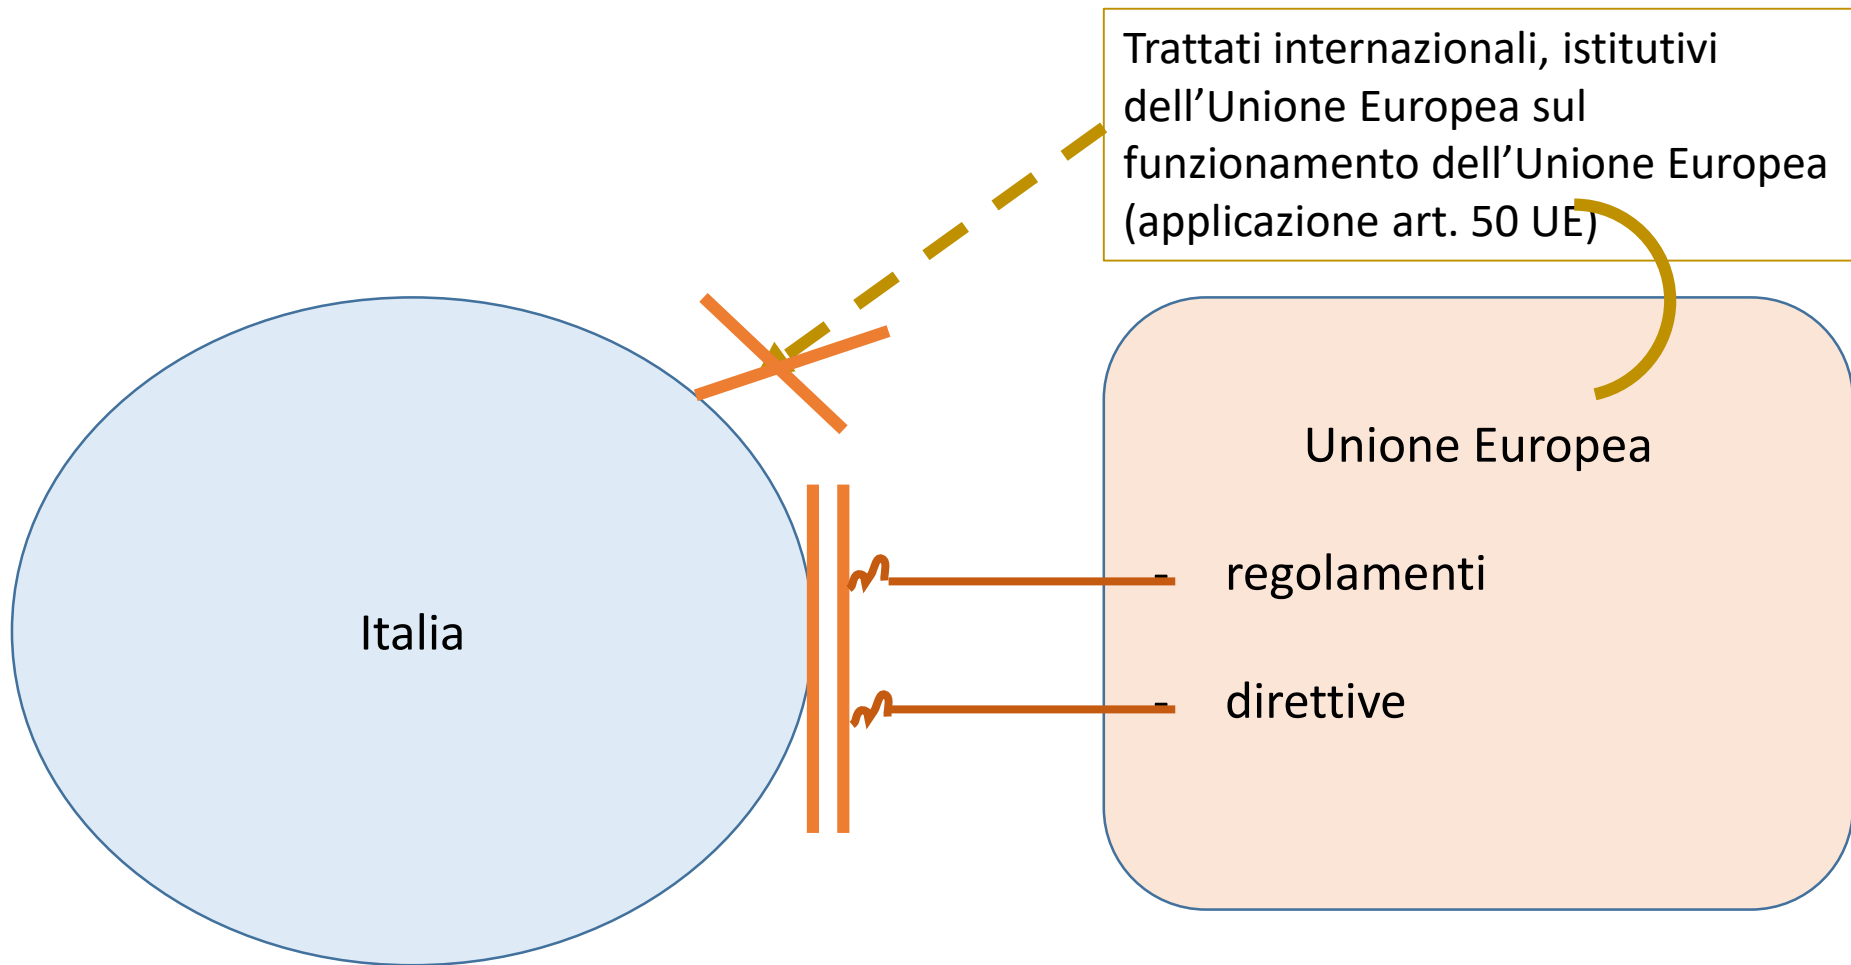 Trattati internazionali, istitutivi
dell’Unione Europea sul
funzionamento dell’Unione Europea
(applicazione art. 50 UE)
Unione Europea
- regolamenti
Italia
- direttive